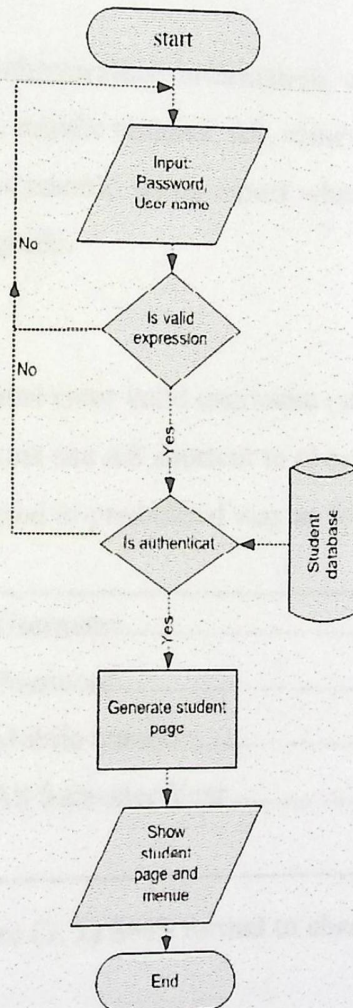 start
Input:
Password,
User name
No
Is valid
expression
No
Yes
Is authenticat
Student
database
Yes
Generate student
page
Show
student
page and
menue
End